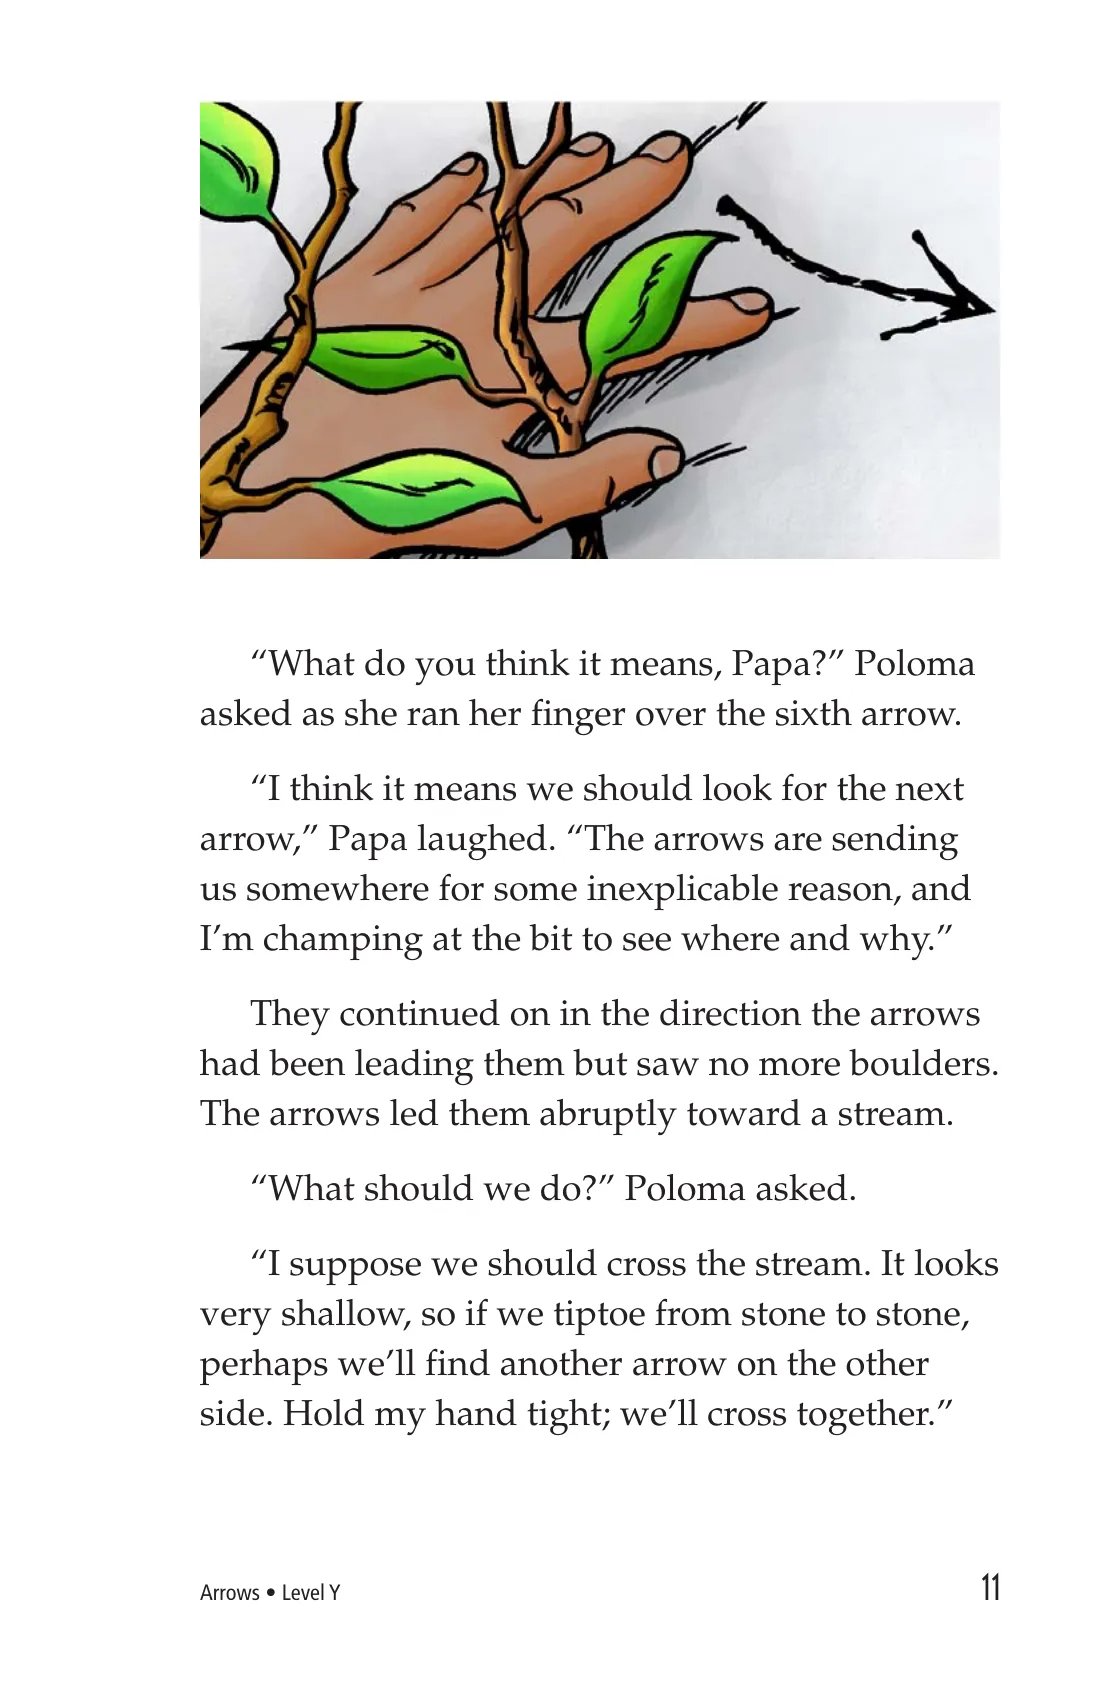 “What do you think it means, Papa?” Poloma
asked as she ran her finger over the sixth arrow.
“I think it means we should look for the next
arrow,” Papa laughed. “The arrows are sending
us somewhere for some inexplicable reason, and
I’m champing at the bit to see where and why.”
They continued on in the direction the arrows
had been leading them but saw no more boulders.
The arrows led them abruptly toward a stream.
“What should we do?” Poloma asked.
“I suppose we should cross the stream. It looks
very shallow, so if we tiptoe from stone to stone,
perhaps we’ll find another arrow on the other
side. Hold my hand tight; we’ll cross together.”
Arrows • Level Y
11